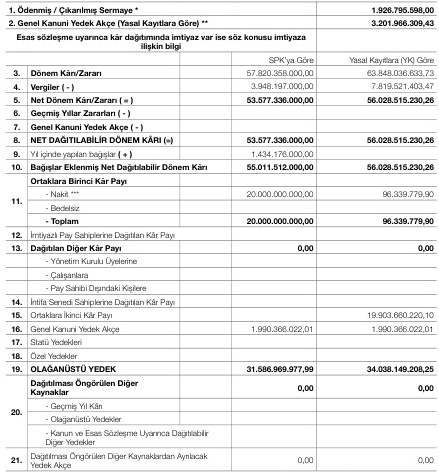 1. Ödenmiş / Çıkarılmış Sermaye * 1.926.795.598,00
2. Genel Kanuni Yedek Akçe (Yasal Kayıtlara Göre) ** 3.201.966.309,43
Esas sözleşme uyarınca kâr dağıtımında imtiyaz var ise söz konusu imtiyaza
ilişkin bilgi
SPK'ya Göre Yasal Kayıtlara (YK) Göre
3. Dönem Kârı/Zararı 57.820.358.000,00 63.848.036.633,73
4. Vergiler ( - ) 3.948.197.000,00 7.819.521.403,47
5. Net Dönem Kârı/Zararı ( = ) 53.577.336.000,00 56.028.515.230,26
6. Geçmiş Yıllar Zararları ( - )
7. Genel Kanuni Yedek Akçe ( - )
8. NET DAĞITILABİLİR DÖNEM KÂRI (=) 53.577.336.000,00 56.028.515.230,26
9. Yıl içinde yapılan bağışlar ( + ) 1.434.176.000,00
10. Bağışlar Eklenmiş Net Dağıtılabilir Dönem Kârı 55.011.512.000,00 56.028.515.230,26
11. Ortaklara Birinci Kâr Payı
- Nakit *** 20.000.000.000,00 96.339.779,90
- Bedelsiz
- Toplam 20.000.000.000,00 96.339.779,90
12. İmtiyazlı Pay Sahiplerine Dağıtılan Kâr Payı
13. Dağıtılan Diğer Kâr Payı 0,00 0,00
- Yönetim Kurulu Üyelerine
- Çalışanlara
- Pay Sahibi Dışındaki Kişilere
14. İntifa Senedi Sahiplerine Dağıtılan Kâr Payı
15. Ortaklara İkinci Kâr Payı 19.903.660.220,10
16. Genel Kanuni Yedek Akçe 1.990.366.022,01 1.990.366.022,01
17. Statü Yedekleri
18. Özel Yedekler
19. OLAĞANÜSTÜ YEDEK 31.586.969.977,99 34.038.149.208,25
20. Dağıtılması Öngörülen Diğer
Kaynaklar 0,00 0,00
- Geçmiş Yıl Kârı
- Olağanüstü Yedekler
- Kanun ve Esas Sözleşme Uyarınca Dağıtılabilir
Diğer Yedekler
21. Dağıtılması Öngörülen Diğer Kaynaklardan Ayrılacak
Yedek Akçe 0,00 0,00